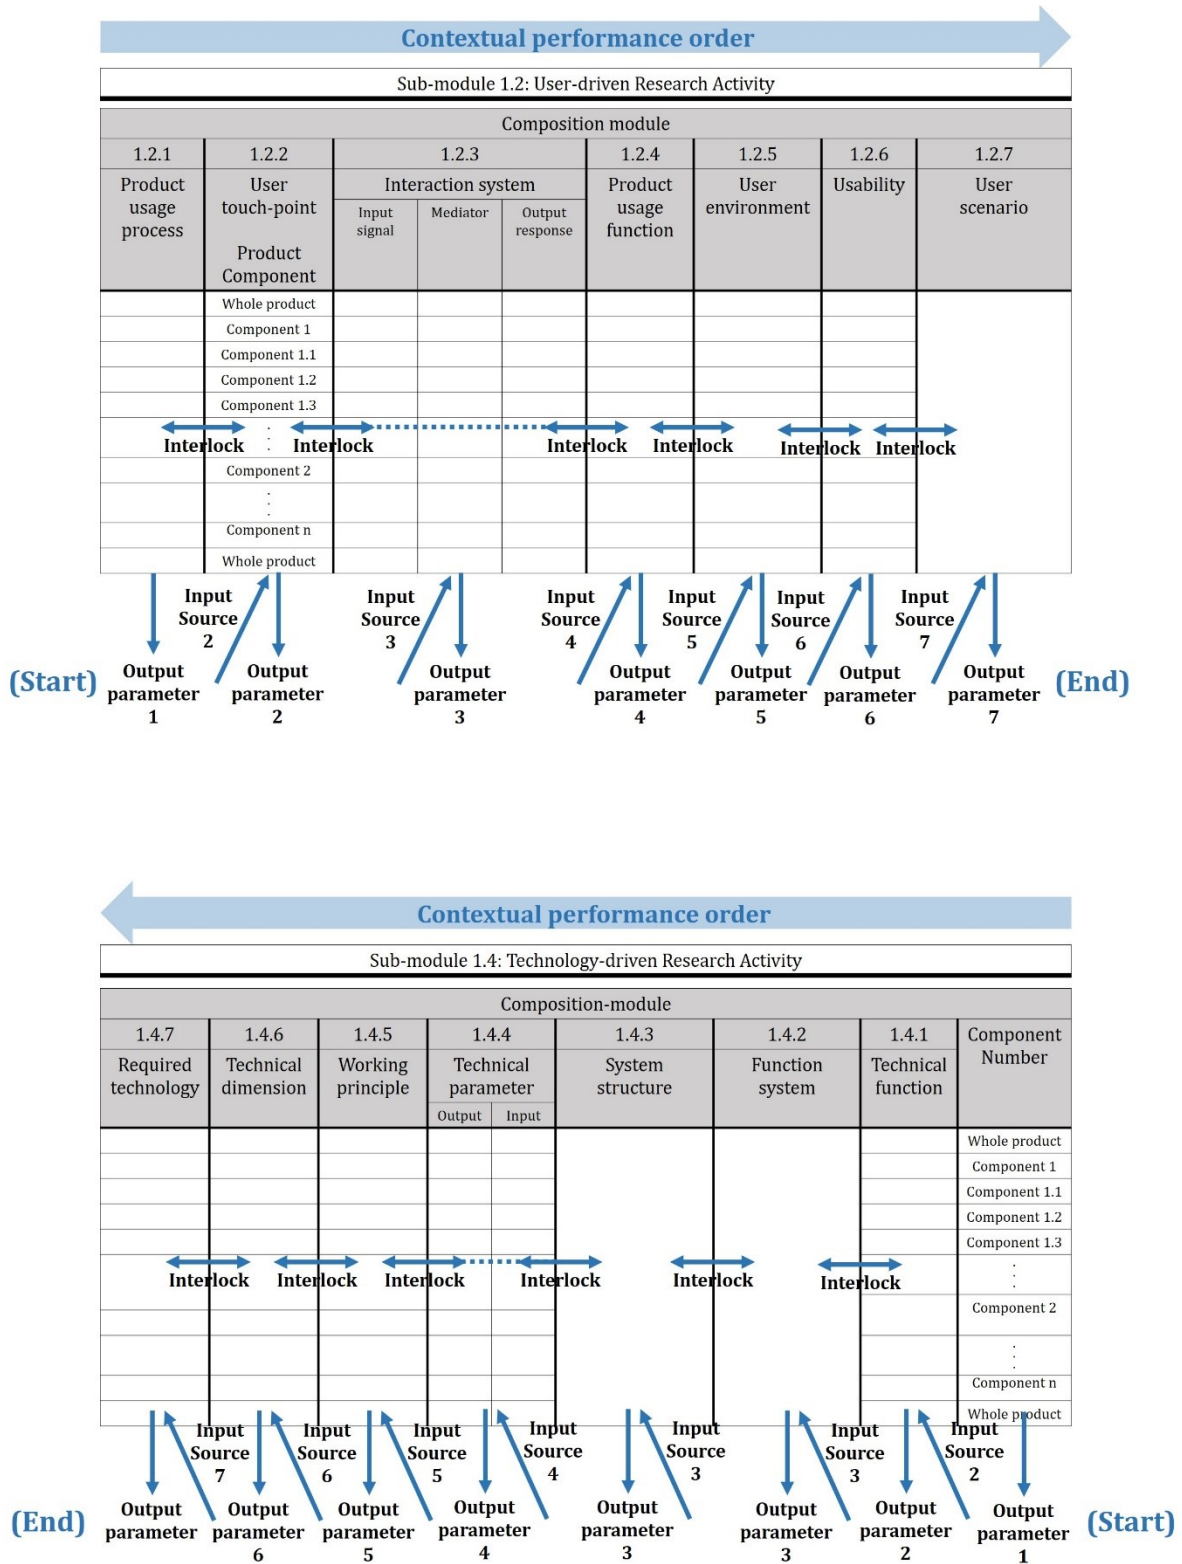 Contextual performance order
Sub-module 1.2: User-driven Research Activity
Composition module
1.2.1 1.2.2 1.2.3 1.2.4 1.2.5 1.2.6 1.2.7
Product usage process
User touch-point
Product Component
Interaction system
Input signal
Mediator
Output response
Product usage function
User environment
Usability
User scenario
Whole product
Component 1
Component 1.1
Component 1.2
Component 1.3
Interlock Interlock Interlock Interlock Interlock Interlock
Component 2
Component n
Whole product
Input Source 2
Input Source 3
Input Source 4
Input Source 5
Input Source 6
Input Source 7
(Start)
Output parameter 1
Output parameter 2
Output parameter 3
Output parameter 4
Output parameter 5
Output parameter 6
Output parameter 7
(End)
Contextual performance order
Sub-module 1.4: Technology-driven Research Activity
Composition-module
1.4.7 1.4.6 1.4.5 1.4.4 1.4.3 1.4.2 1.4.1
Component Number
Required technology
Technical dimension
Working principle
Technical parameter
Output Input
System structure
Function system
Technical function
Whole product
Component 1
Component 1.1
Component 1.2
Component 1.3
Interlock Interlock Interlock Interlock Interlock Interlock
Component 2
Component n
Whole product
Input Source 7
Input Source 6
Input Source 5
Input Source 4
Input Source 3
Input Source 3
Input Source 2
(End)
Output parameter
Output parameter 6
Output parameter 5
Output parameter 4
Output parameter 3
Output parameter 3
Output parameter 2
Output parameter 1
(Start)